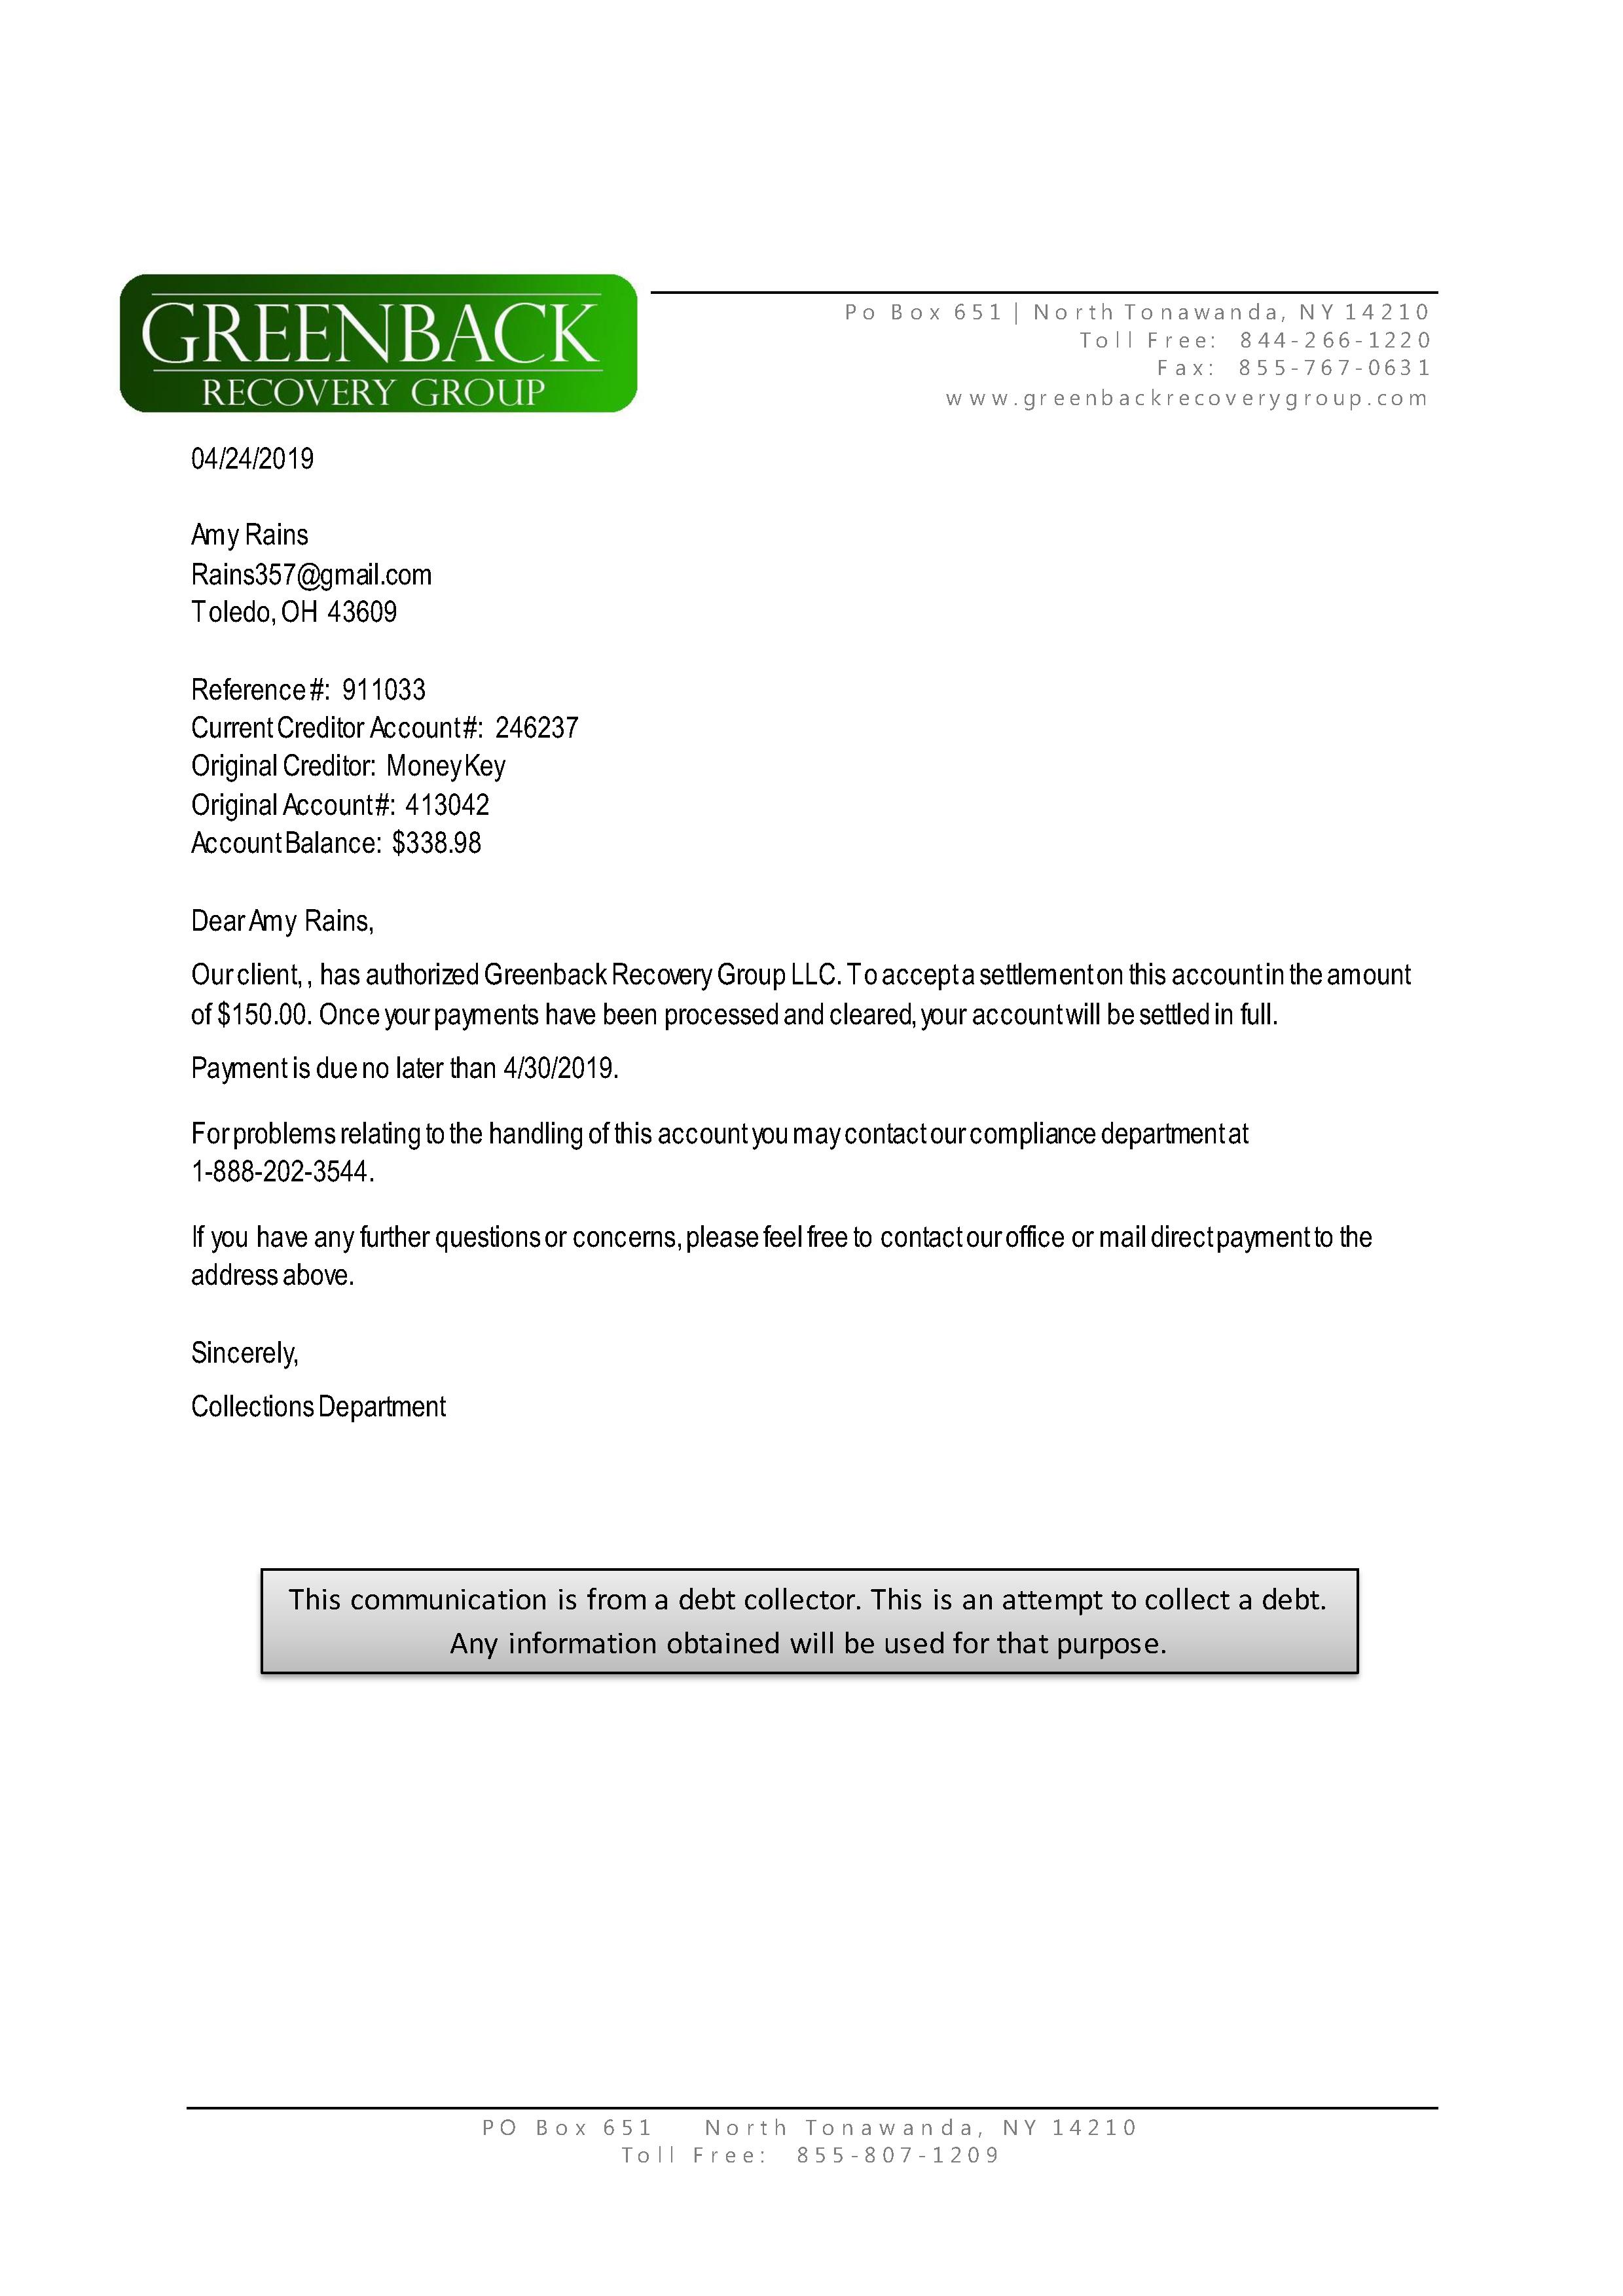 GREENBACK
RECOVERY GROUP
Po Box 651 | North Tonawanda, NY 14210
Toll Free: 844-266-1220
Fax: 855-767-0631
www.greenbackrecoverygroup.com
04/24/2019
Amy Rains
Rains357@gmail.com
Toledo, OH 43609
Reference #: 911033
Current Creditor Account #: 246237
Original Creditor: MoneyKey
Original Account #: 413042
Account Balance: $338.98
Dear Amy Rains,
Our client, , has authorized Greenback Recovery Group LLC. To accept a settlement on this account in the amount
of $150.00. Once your payments have been processed and cleared, your account will be settled in full.
Payment is due no later than 4/30/2019.
For problems relating to the handling of this account you may contact our compliance department at
1-888-202-3544.
If you have any further questions or concerns, please feel free to contact our office or mail direct payment to the
address above.
Sincerely,
Collections Department
This communication is from a debt collector. This is an attempt to collect a debt.
Any information obtained will be used for that purpose.
PO Box 651 North Tonawanda, NY 14210
Toll Free: 855-807-1209